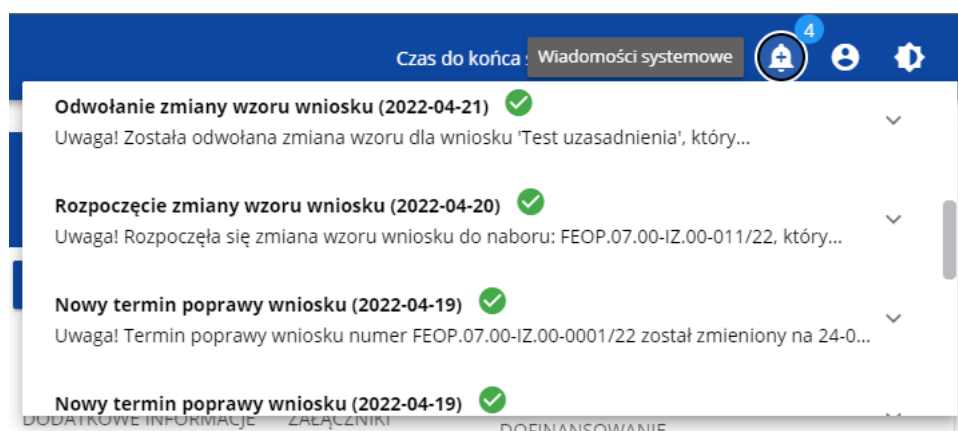 4
Czas do końca
Wiadomości systemowe
Odwołanie zmiany wzoru wniosku (2022-04-21)
Uwaga! Została odwołana zmiana wzoru dla wniosku 'Test uzasadnienia', który...
Rozpoczęcie zmiany wzoru wniosku (2022-04-20)
Uwaga! Rozpoczęła się zmiana wzoru wniosku do naboru: FEOP.07.00-IZ.00-011/22, który...
Nowy termin poprawy wniosku (2022-04-19)
Uwaga! Termin poprawy wniosku numer FEOP.07.00-IZ.00-0001/22 został zmieniony na 24-0...
Nowy termin poprawy wniosku (2022-04-19)
DODATKOWE INFORMACJE ZAŁĄCZNIKI
DOFINANSOWANIE